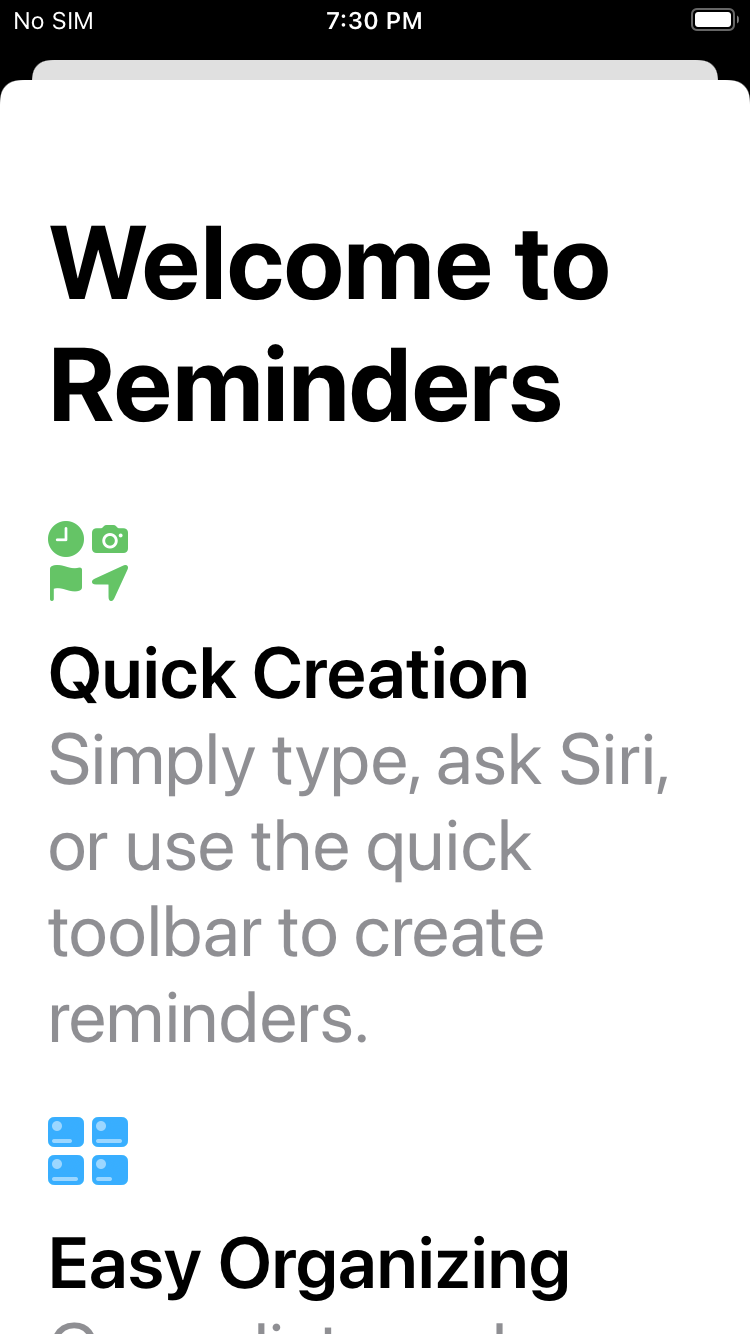 No SIM
7:30 PM
Welcome to
Reminders
Quick Creation
Simply type, ask Siri,
or use the quick
toolbar to create
reminders.
Easy Organizing